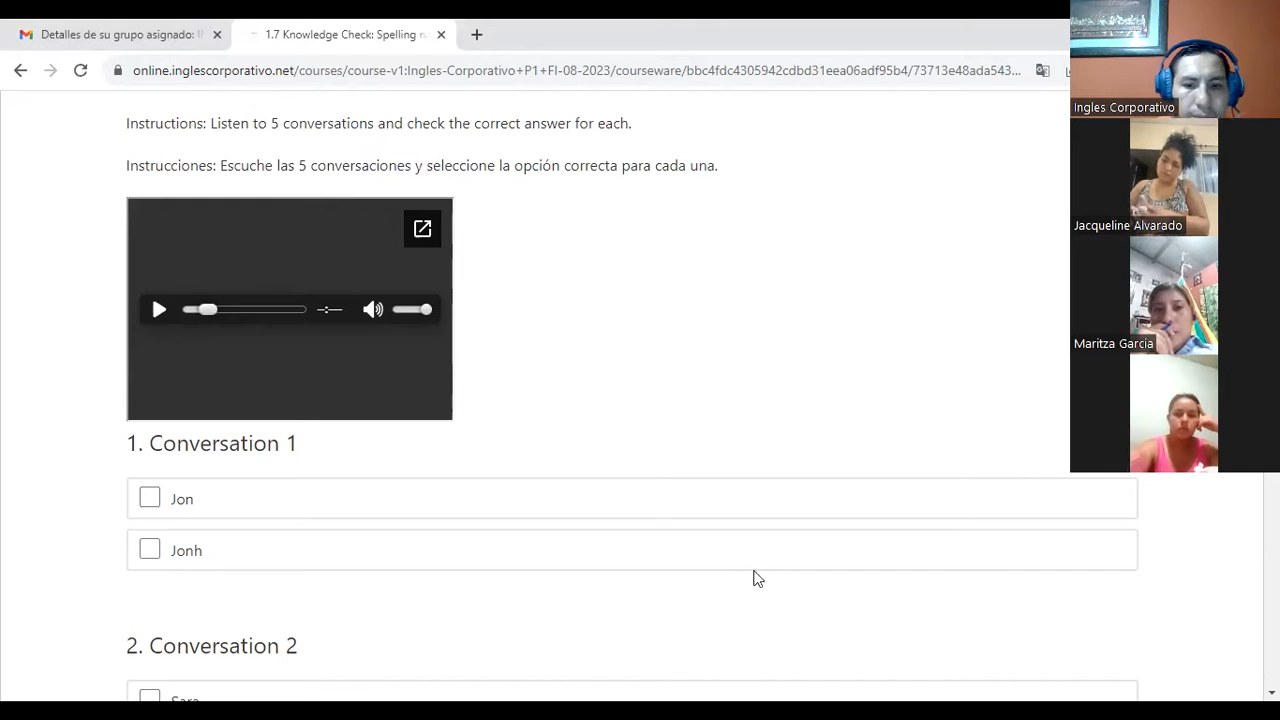 Detalles de su grupo asignado:
1.7 Knowledge Check: Spelling
online.inglescorporativo.net/courses/course-v1:Ingles-Corporativo+P1+FI-08-2023/courseware/bbc4fdc4305942cdbd31eea06adf95b4/73713e48ada543...
Instructions: Listen to 5 conversations and check the correct answer for each.
Instrucciones: Escuche las 5 conversaciones y seleccione la opción correcta para cada una.
1. Conversation 1
Jon
Jonh
2. Conversation 2
Sara
Ingles Corporativo
Jacqueline Alvarado
Maritza Garcia